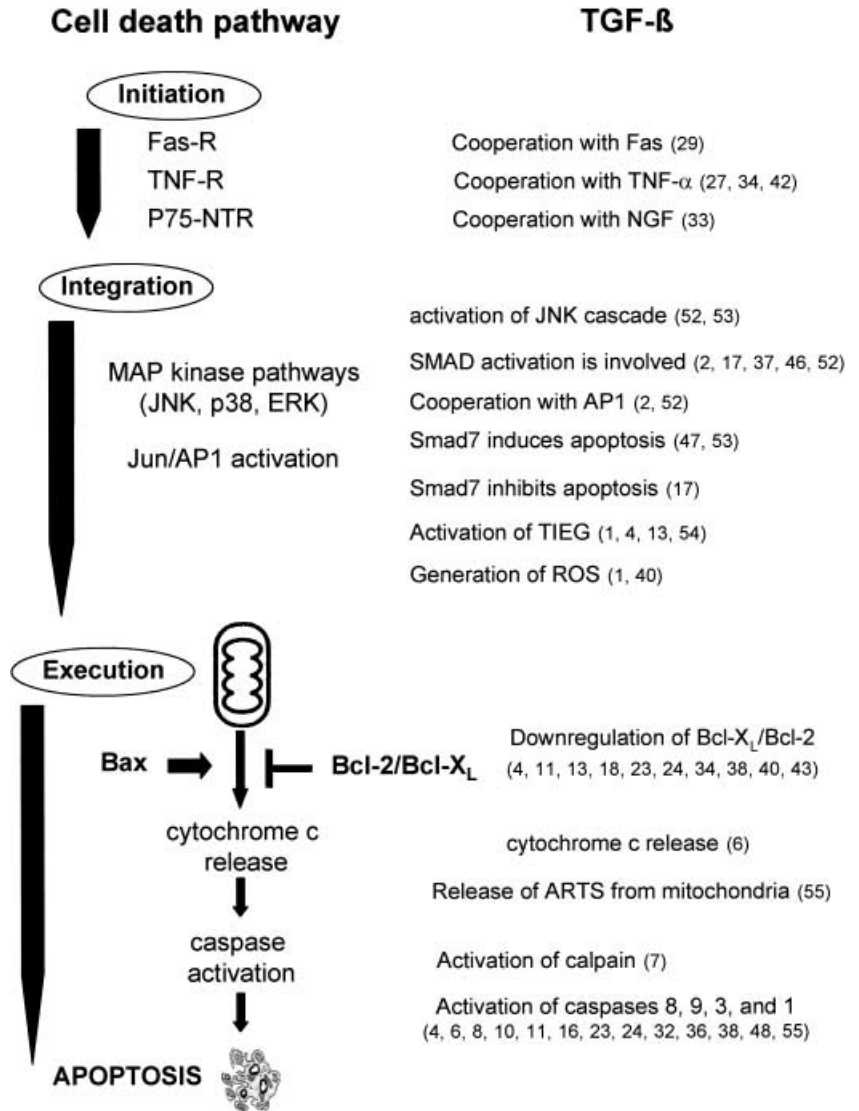 Cell death pathway
TGF-ß
Initiation
Fas-R
TNF-R
P75-NTR
Cooperation with Fas (29)
Cooperation with TNF-α (27, 34, 42)
Cooperation with NGF (33)
Integration
MAP kinase pathways
(JNK, p38, ERK)
Jun/AP1 activation
activation of JNK cascade (52, 53)
SMAD activation is involved (2, 17, 37, 46, 52)
Cooperation with AP1 (2, 52)
Smad7 induces apoptosis (47, 53)
Smad7 inhibits apoptosis (17)
Activation of TIEG (1, 4, 13, 54)
Generation of ROS (1, 40)
Execution
Bax
Bcl-2/Bcl-XL
cytochrome c
release
caspase
activation
APOPTOSIS
Downregulation of Bcl-XL/Bcl-2
(4, 11, 13, 18, 23, 24, 34, 38, 40, 43)
cytochrome c release (6)
Release of ARTS from mitochondria (55)
Activation of calpain (7)
Activation of caspases 8, 9, 3, and 1
(4, 6, 8, 10, 11, 16, 23, 24, 32, 36, 38, 48, 55)